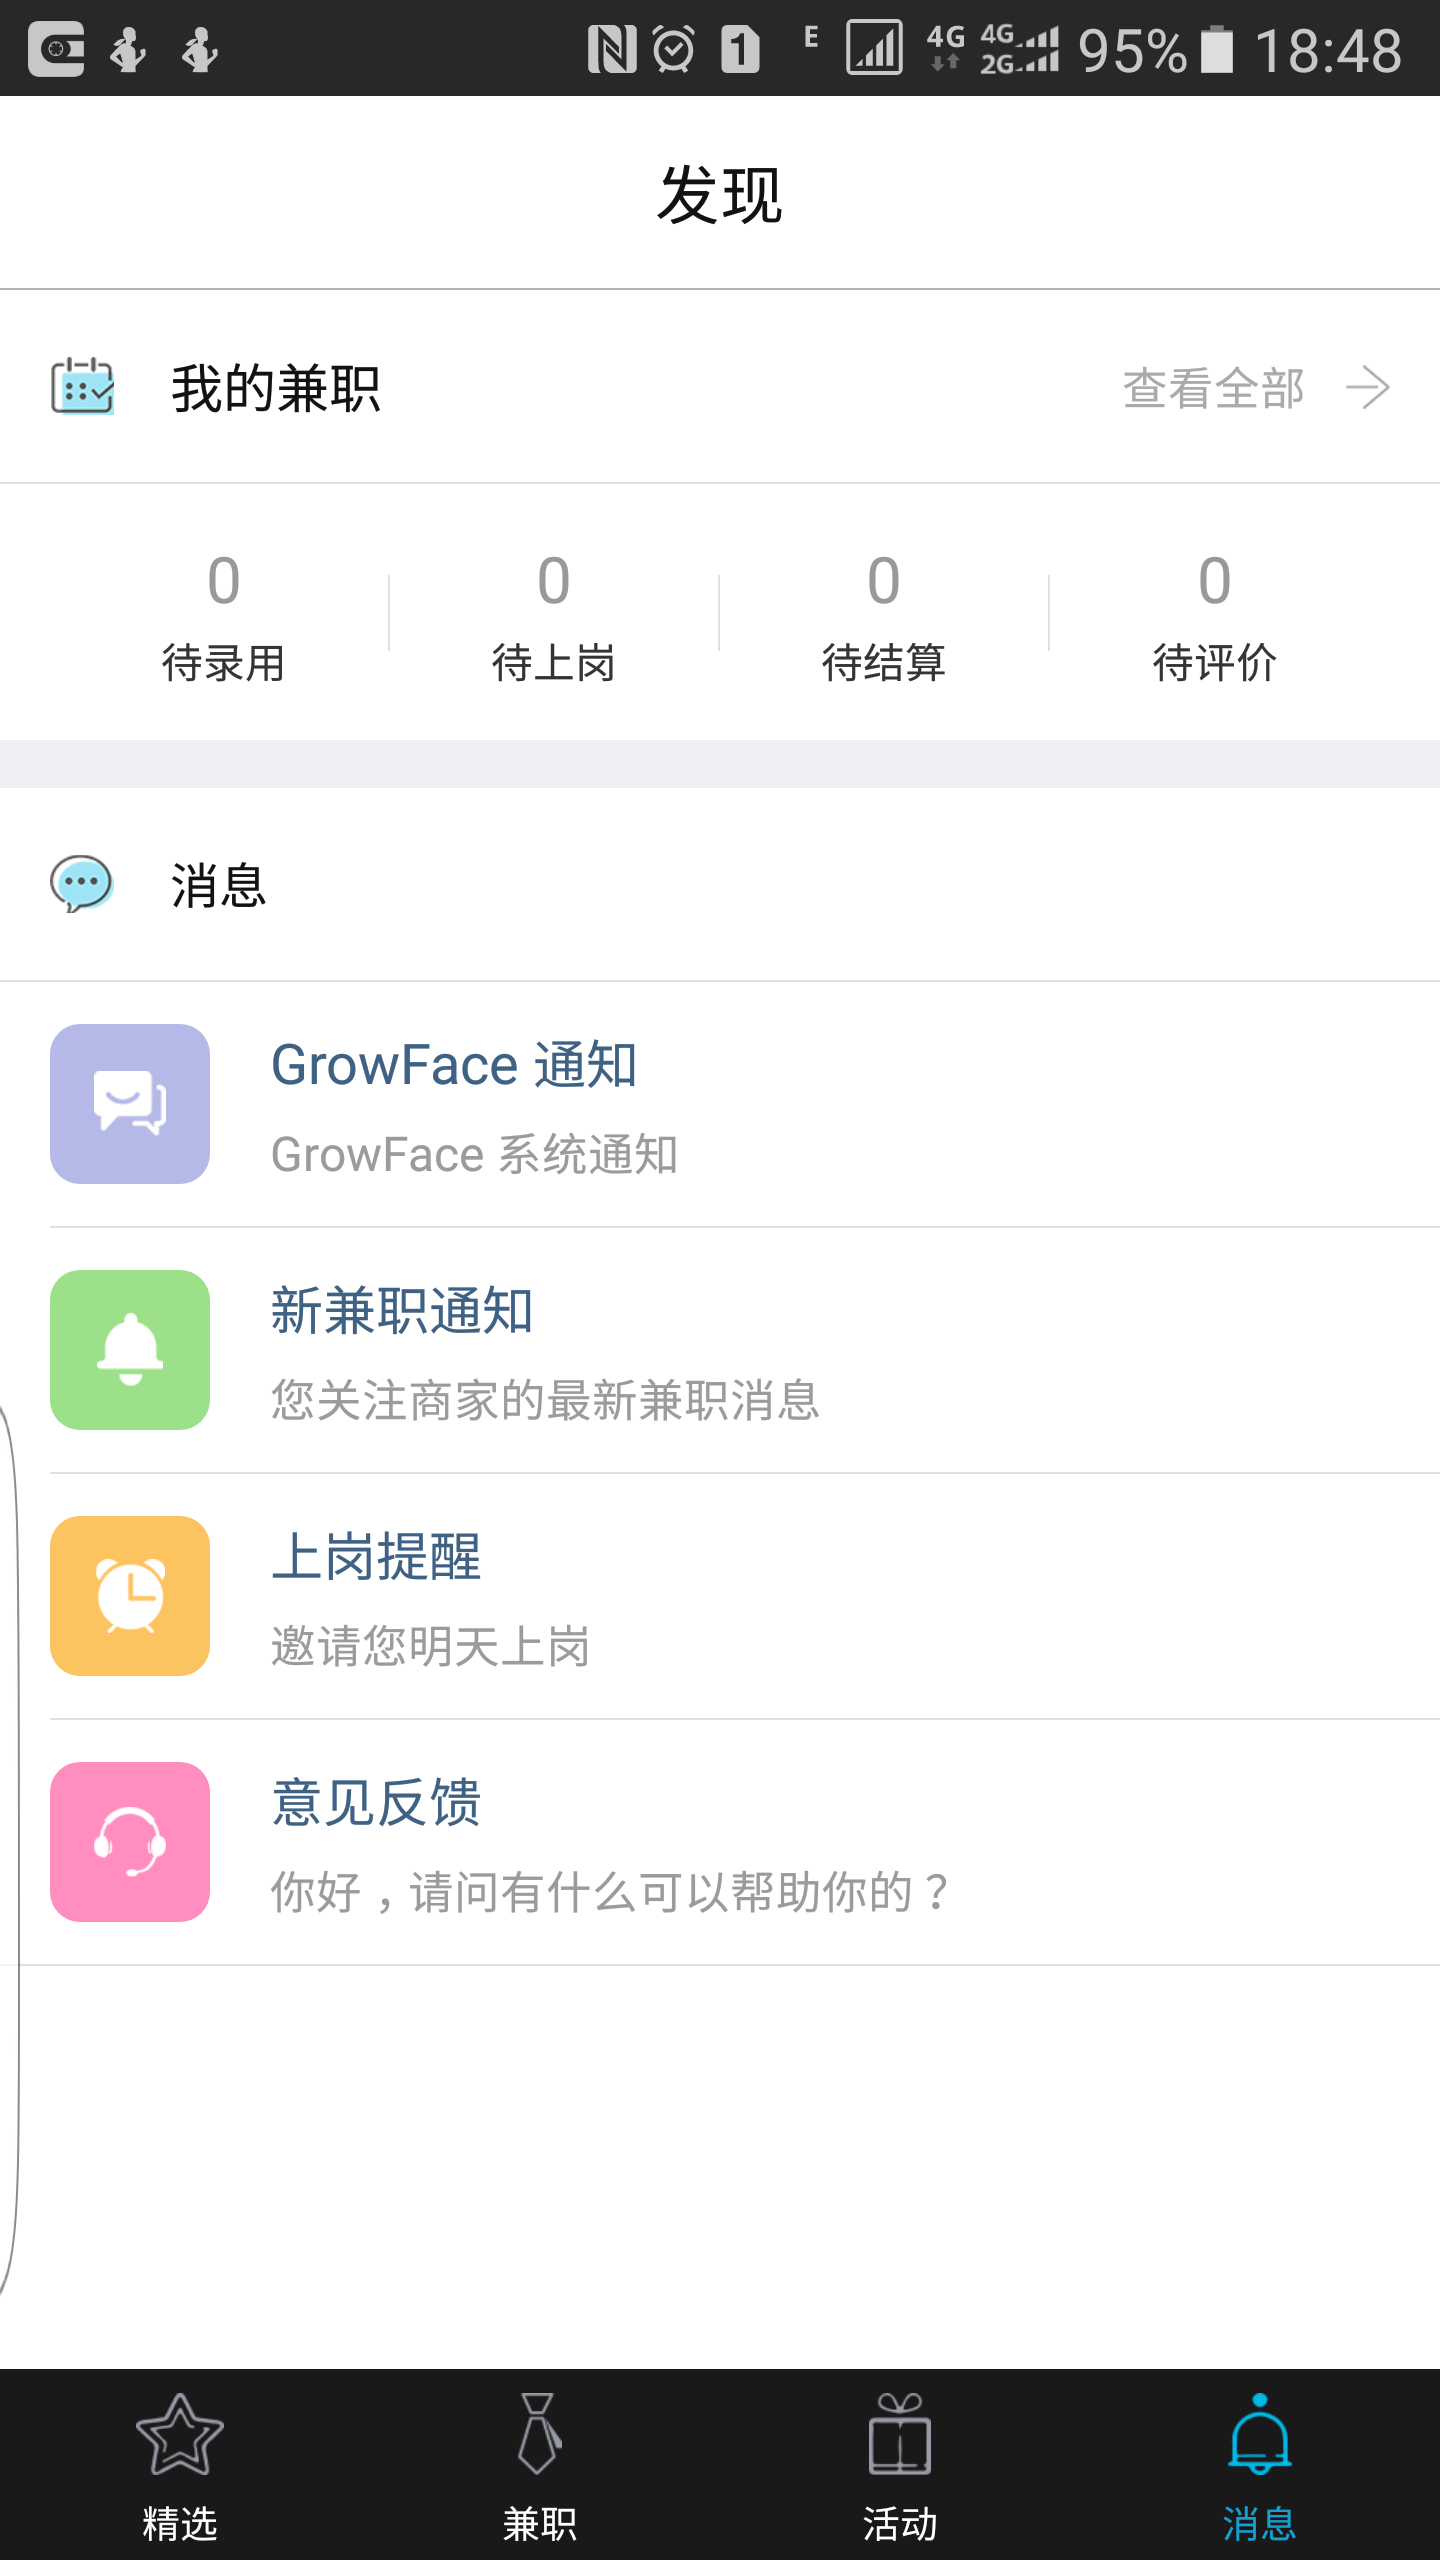 1 E 4G 4G 2G 95% 18:48
发现
我的兼职 查看全部
0 0 0 0
待录用 待上岗 待结算 待评价
消息
GrowFace 通知
GrowFace 系统通知
新兼职通知
您关注商家的最新兼职消息
上岗提醒
邀请您明天上岗
意见反馈
你好，请问有什么可以帮助你的？
精选 兼职 活动 消息